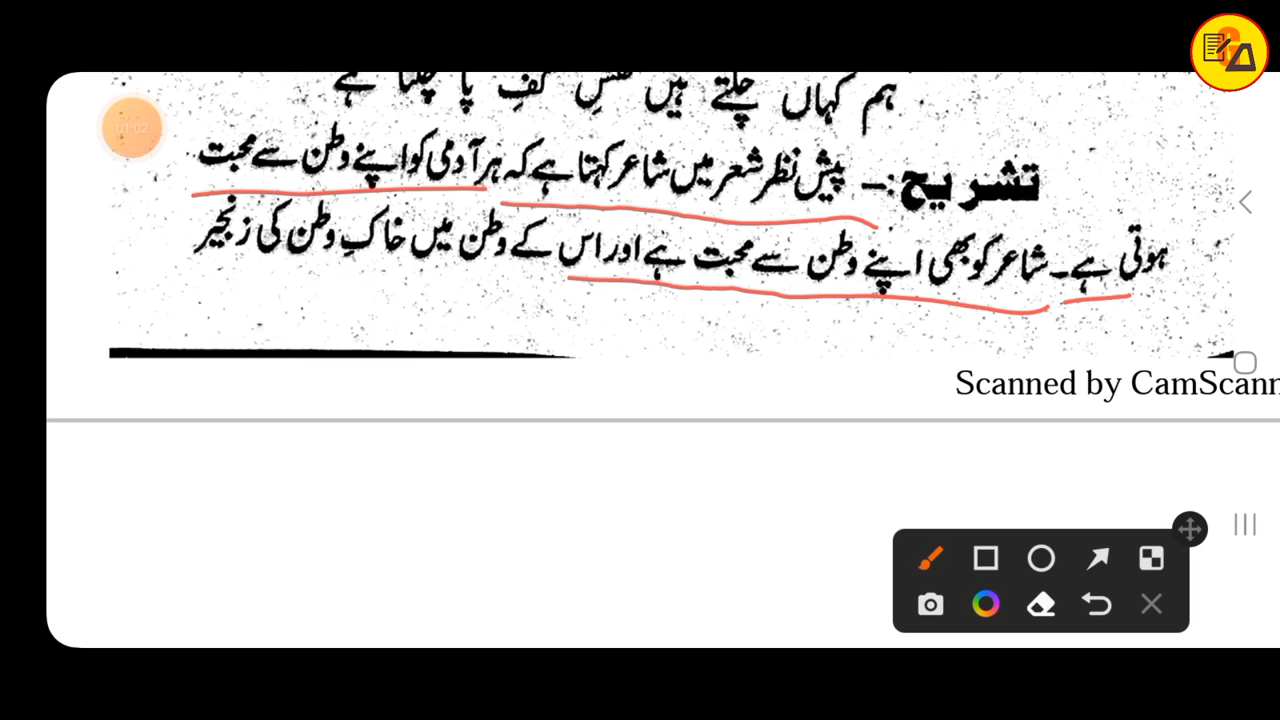 ہم کہاں چلتے ہیں نقشِ کفِ پا چلتا ہے
01:02
تشریح:- پیش نظر شعر میں شاعر کہتا ہے کہ ہر آدمی کو اپنے وطن سے محبت
ہوتی ہے۔ شاعر کو بھی اپنے وطن سے محبت ہے اور اس کے وطن میں خاکِ وطن کی زنجیر
Scanned by CamScann